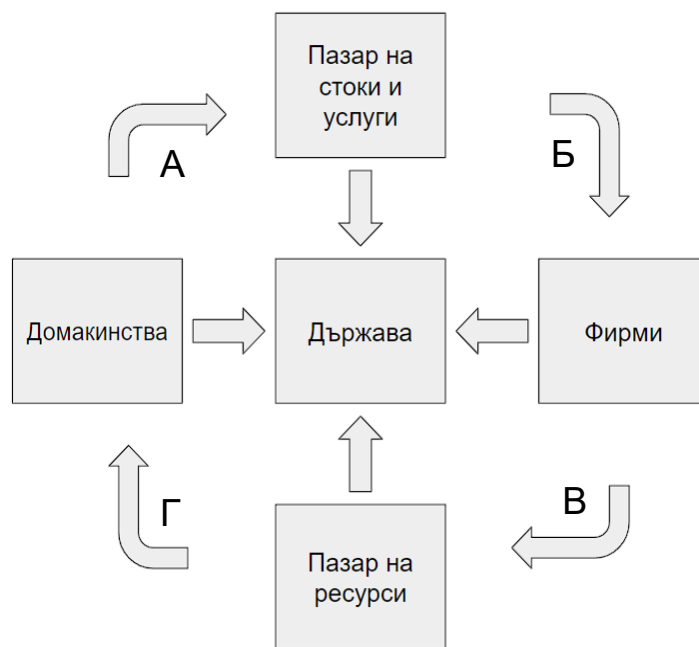 Пазар на
стоки и
услуги
А
Б
Домакинства
Държава
Фирми
Г
В
Пазар на
ресурси